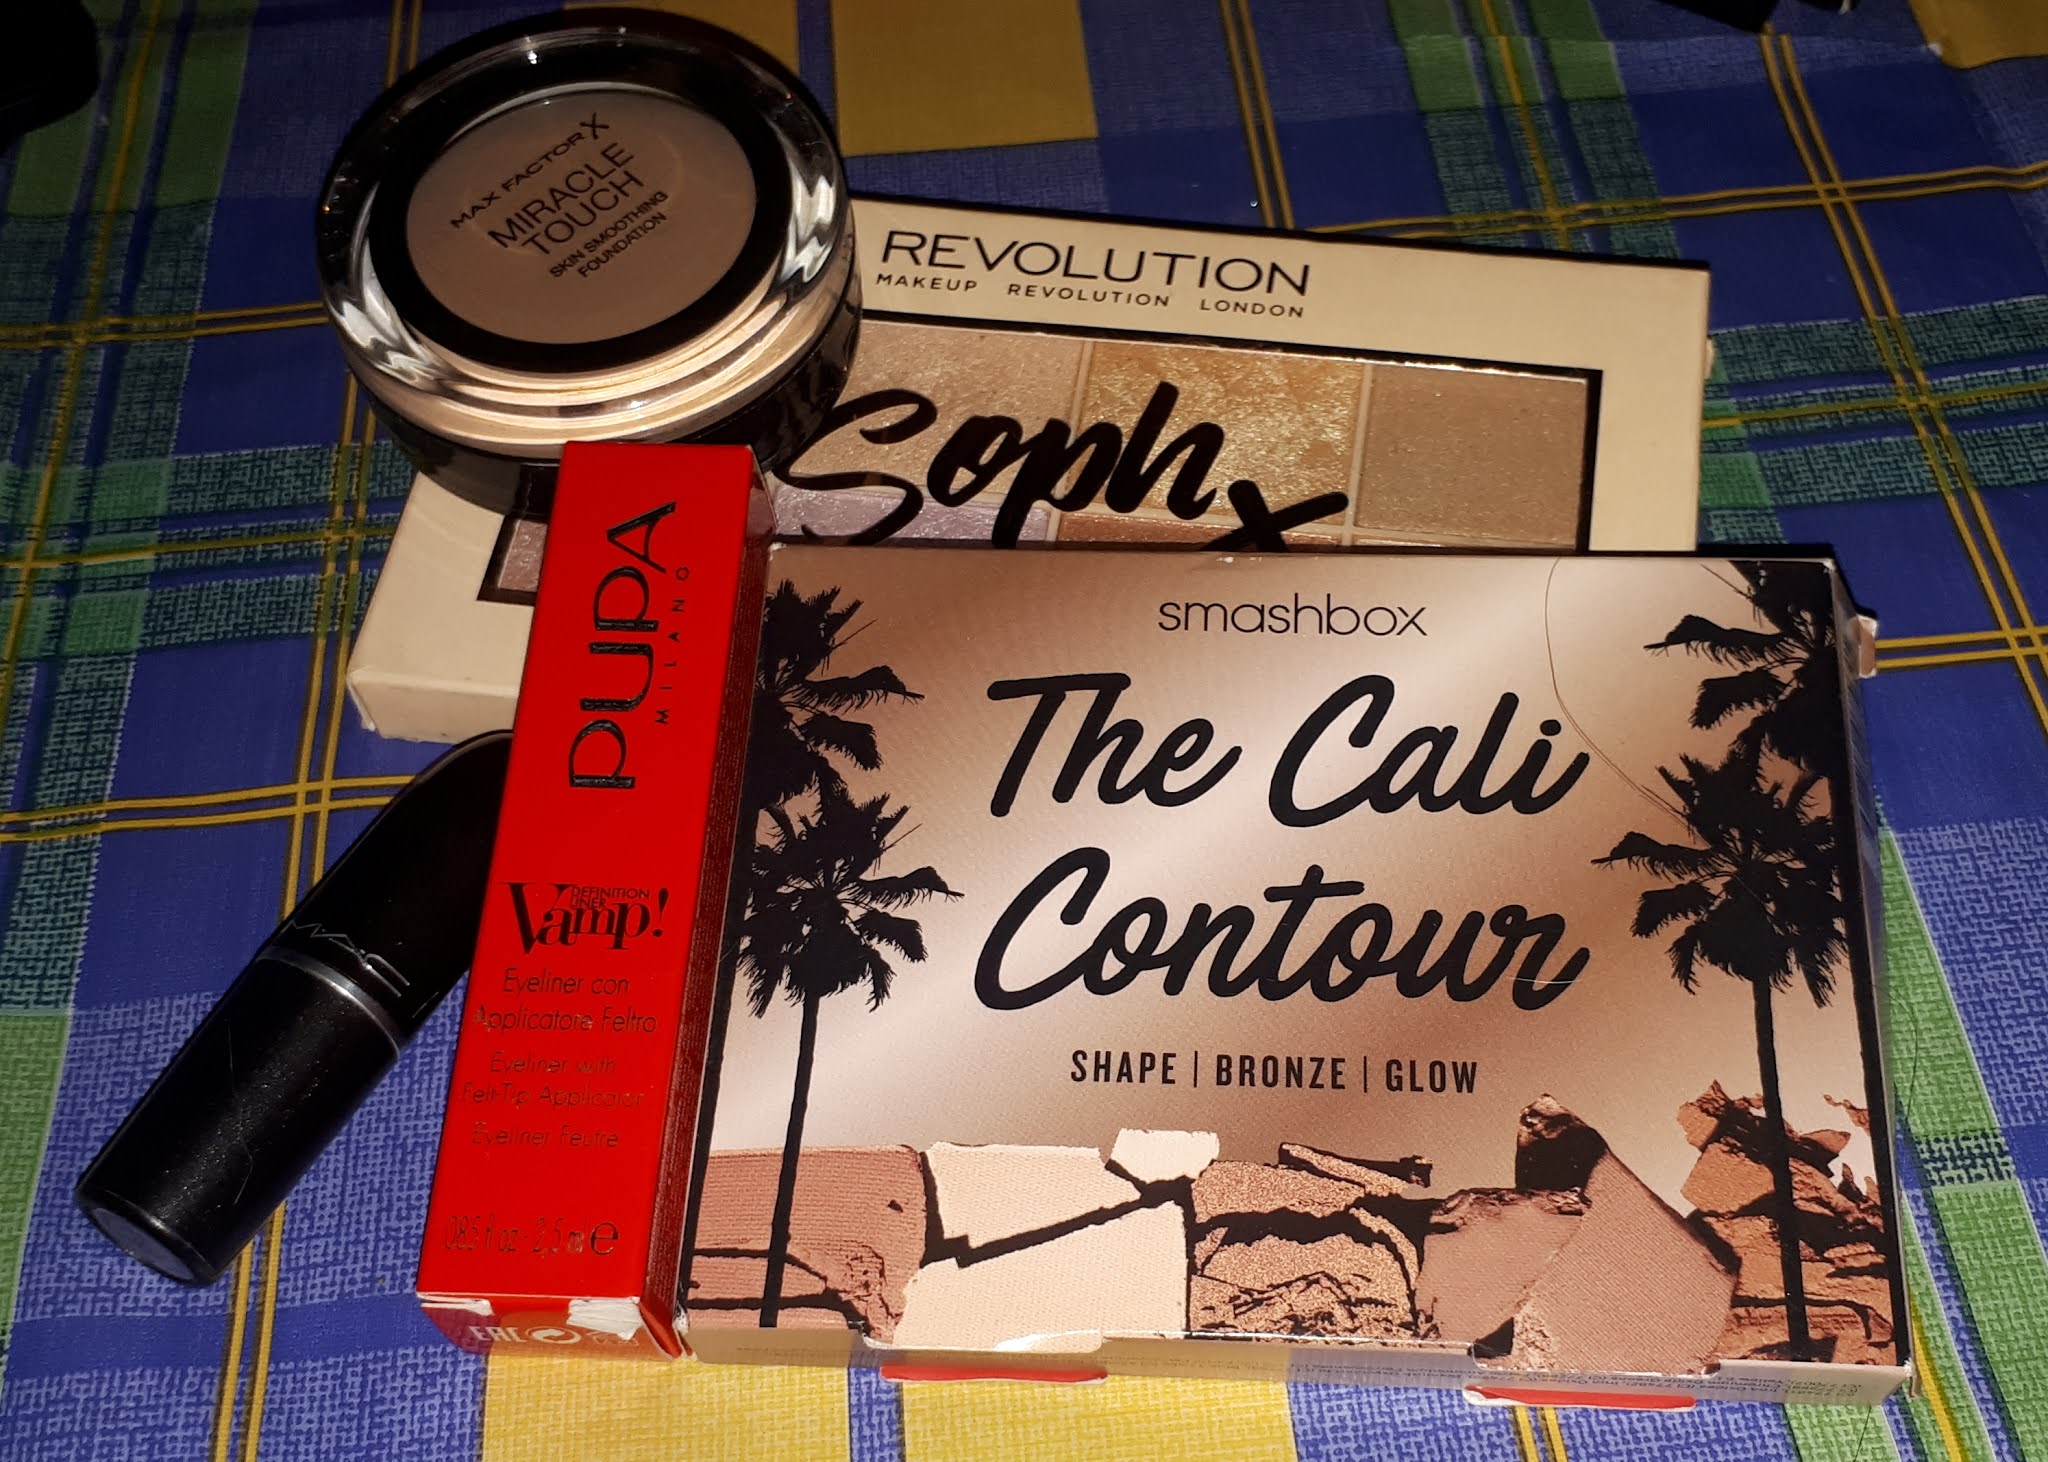 MAX FACTOR X
MIRACLE
TOUCH
SKIN SMOOTHING
FOUNDATION
REVOLUTION
MAKEUP REVOLUTION LONDON
Soph
x
PUPA
MILANO
DEFINITION
LINER
Vamp!
Eyeliner con
Applicatore Feltro
Eyeliner with
Felt-Tip Applicator
Eyeliner Feutre
2,5 ml e
EAC
MAC
smashbox
The Cali
Contour
SHAPE | BRONZE | GLOW